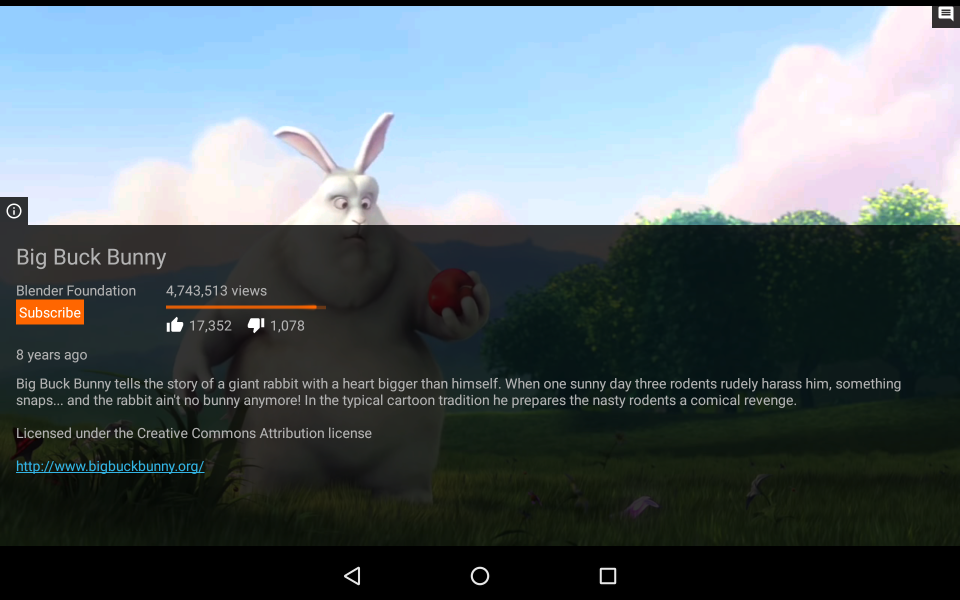 Big Buck Bunny
Blender Foundation
4,743,513 views
Subscribe
17,352
1,078
8 years ago
Big Buck Bunny tells the story of a giant rabbit with a heart bigger than himself. When one sunny day three rodents rudely harass him, something
snaps... and the rabbit ain't no bunny anymore! In the typical cartoon tradition he prepares the nasty rodents a comical revenge.
Licensed under the Creative Commons Attribution license
http://www.bigbuckbunny.org/